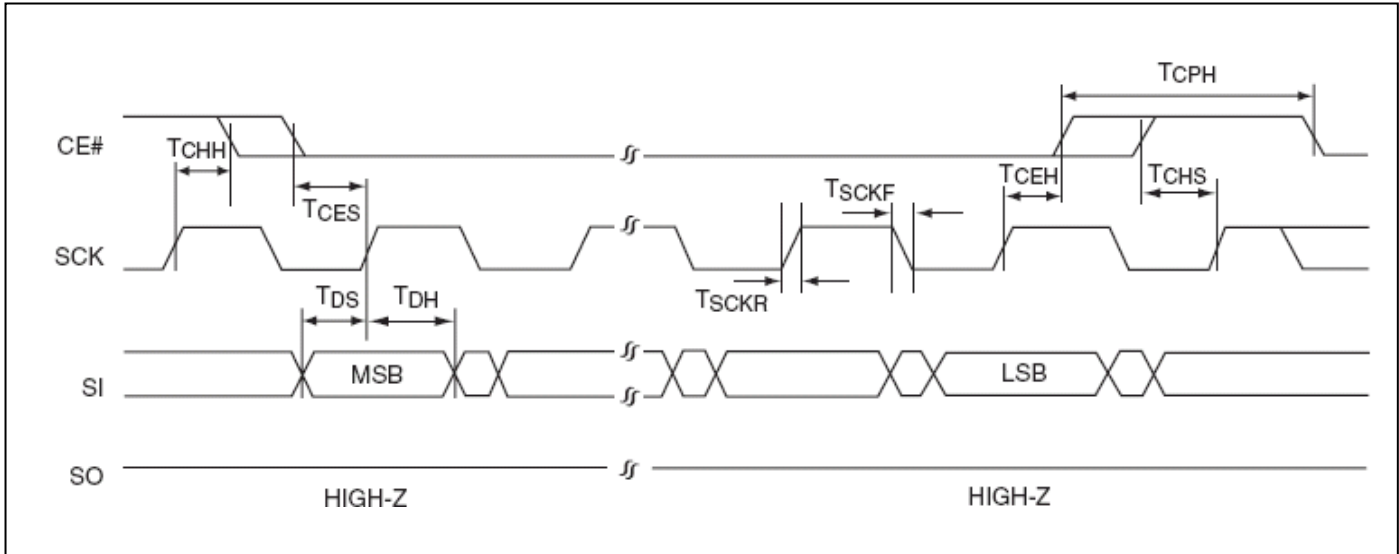 TCPH
CE#
TCHH
TCES
TSCKF
TCEH
TCHS
SCK
TDS
TDH
TSCKR
SI
MSB
LSB
SO
HIGH-Z
HIGH-Z